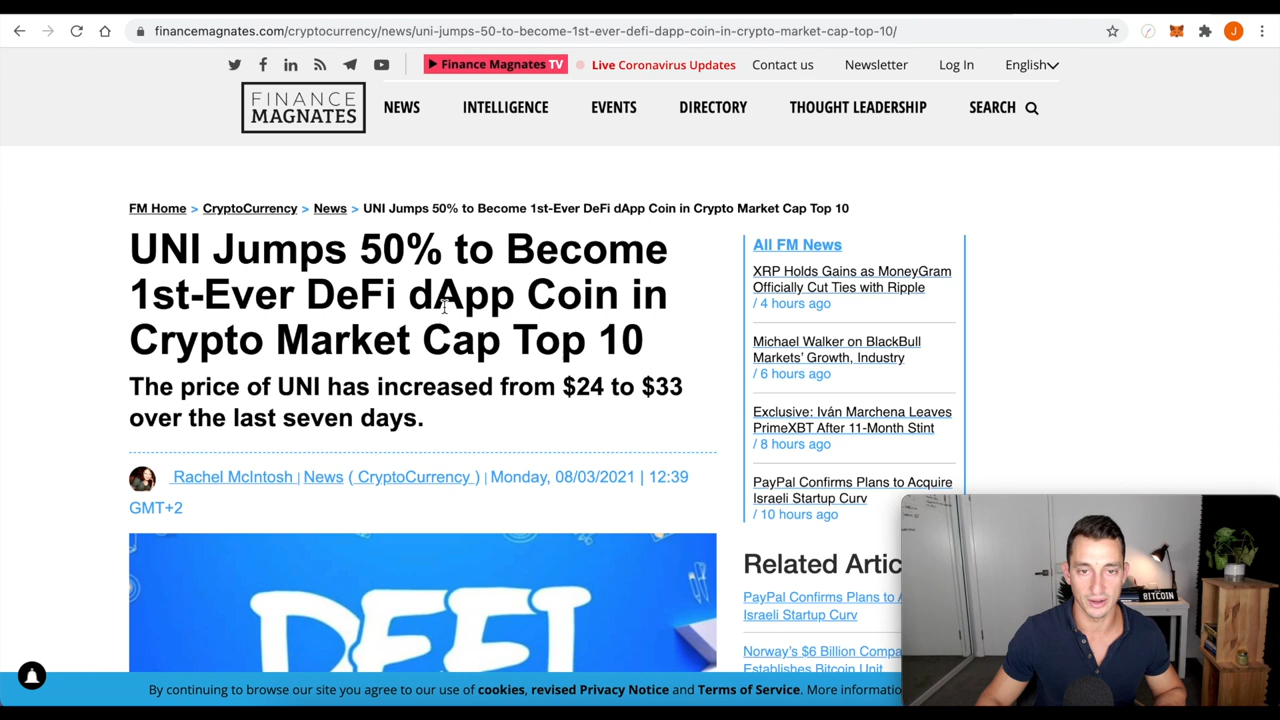 financemagnates.com/cryptocurrency/news/uni-jumps-50-to-become-1st-ever-defi-dapp-coin-in-crypto-market-cap-top-10/
J
Finance Magnates TV
Live Coronavirus Updates
Contact us
Newsletter
Log In
English
FINANCE
MAGNATES
NEWS
INTELLIGENCE
EVENTS
DIRECTORY
THOUGHT LEADERSHIP
SEARCH
FM Home > CryptoCurrency > News > UNI Jumps 50% to Become 1st-Ever DeFi dApp Coin in Crypto Market Cap Top 10
UNI Jumps 50% to Become
1st-Ever DeFi dApp Coin in
Crypto Market Cap Top 10
The price of UNI has increased from $24 to $33
over the last seven days.
Rachel McIntosh | News ( CryptoCurrency ) | Monday, 08/03/2021 | 12:39
GMT+2
DEFI
All FM News
XRP Holds Gains as MoneyGram
Officially Cut Ties with Ripple
/ 4 hours ago
Michael Walker on BlackBull
Markets' Growth, Industry
/ 6 hours ago
Exclusive: Iván Marchena Leaves
PrimeXBT After 11-Month Stint
/ 8 hours ago
PayPal Confirms Plans to Acquire
Israeli Startup Curv
/ 10 hours ago
Related Artic
PayPal Confirms Plans to A
Israeli Startup Curv
Norway's $6 Billion Compa
Establishes Bitcoin Unit
BITCOIN
By continuing to browse our site you agree to our use of cookies, revised Privacy Notice and Terms of Service. More informatio